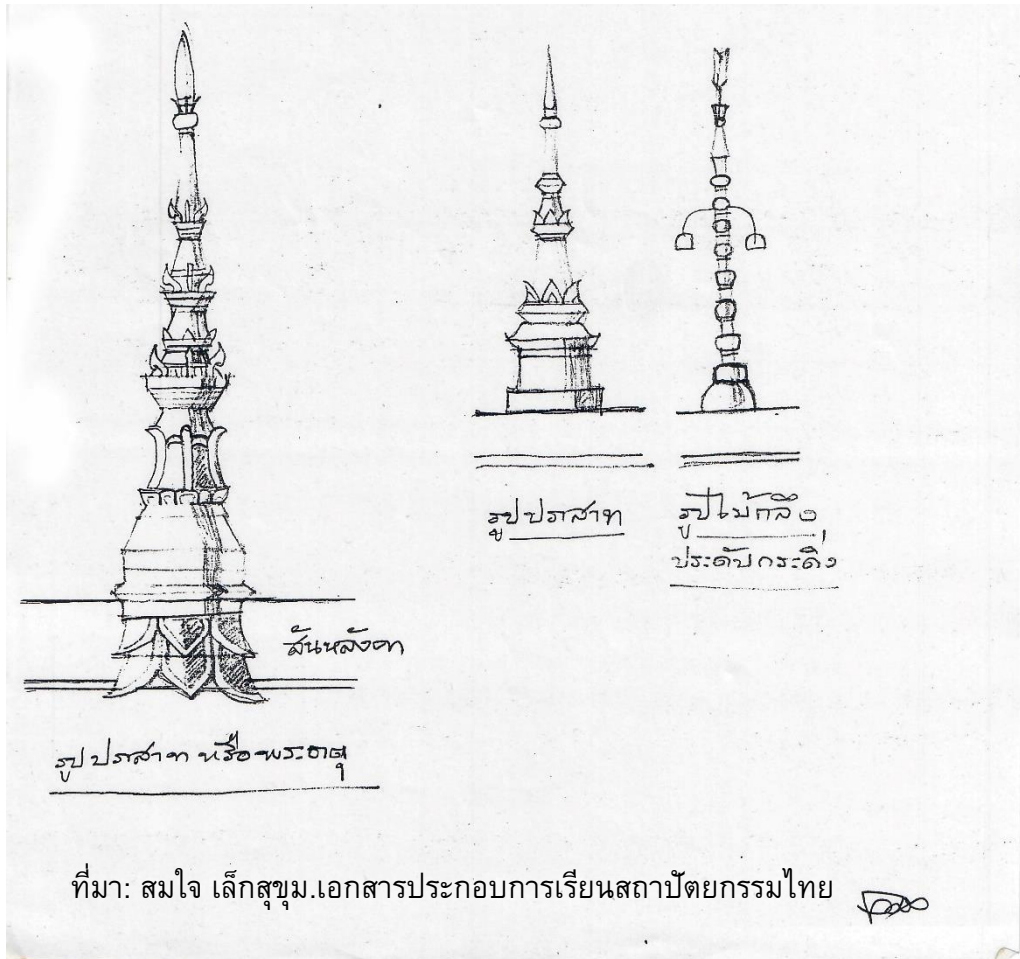 รูปปราสาท
รูปไม้กลึง
ประดับกระดิ่ง
สันหลังคา
รูปปราสาท หรือพระธาตุ
ที่มา: สมใจ เล็กสุขุม.เอกสารประกอบการเรียนสถาปัตยกรรมไทย